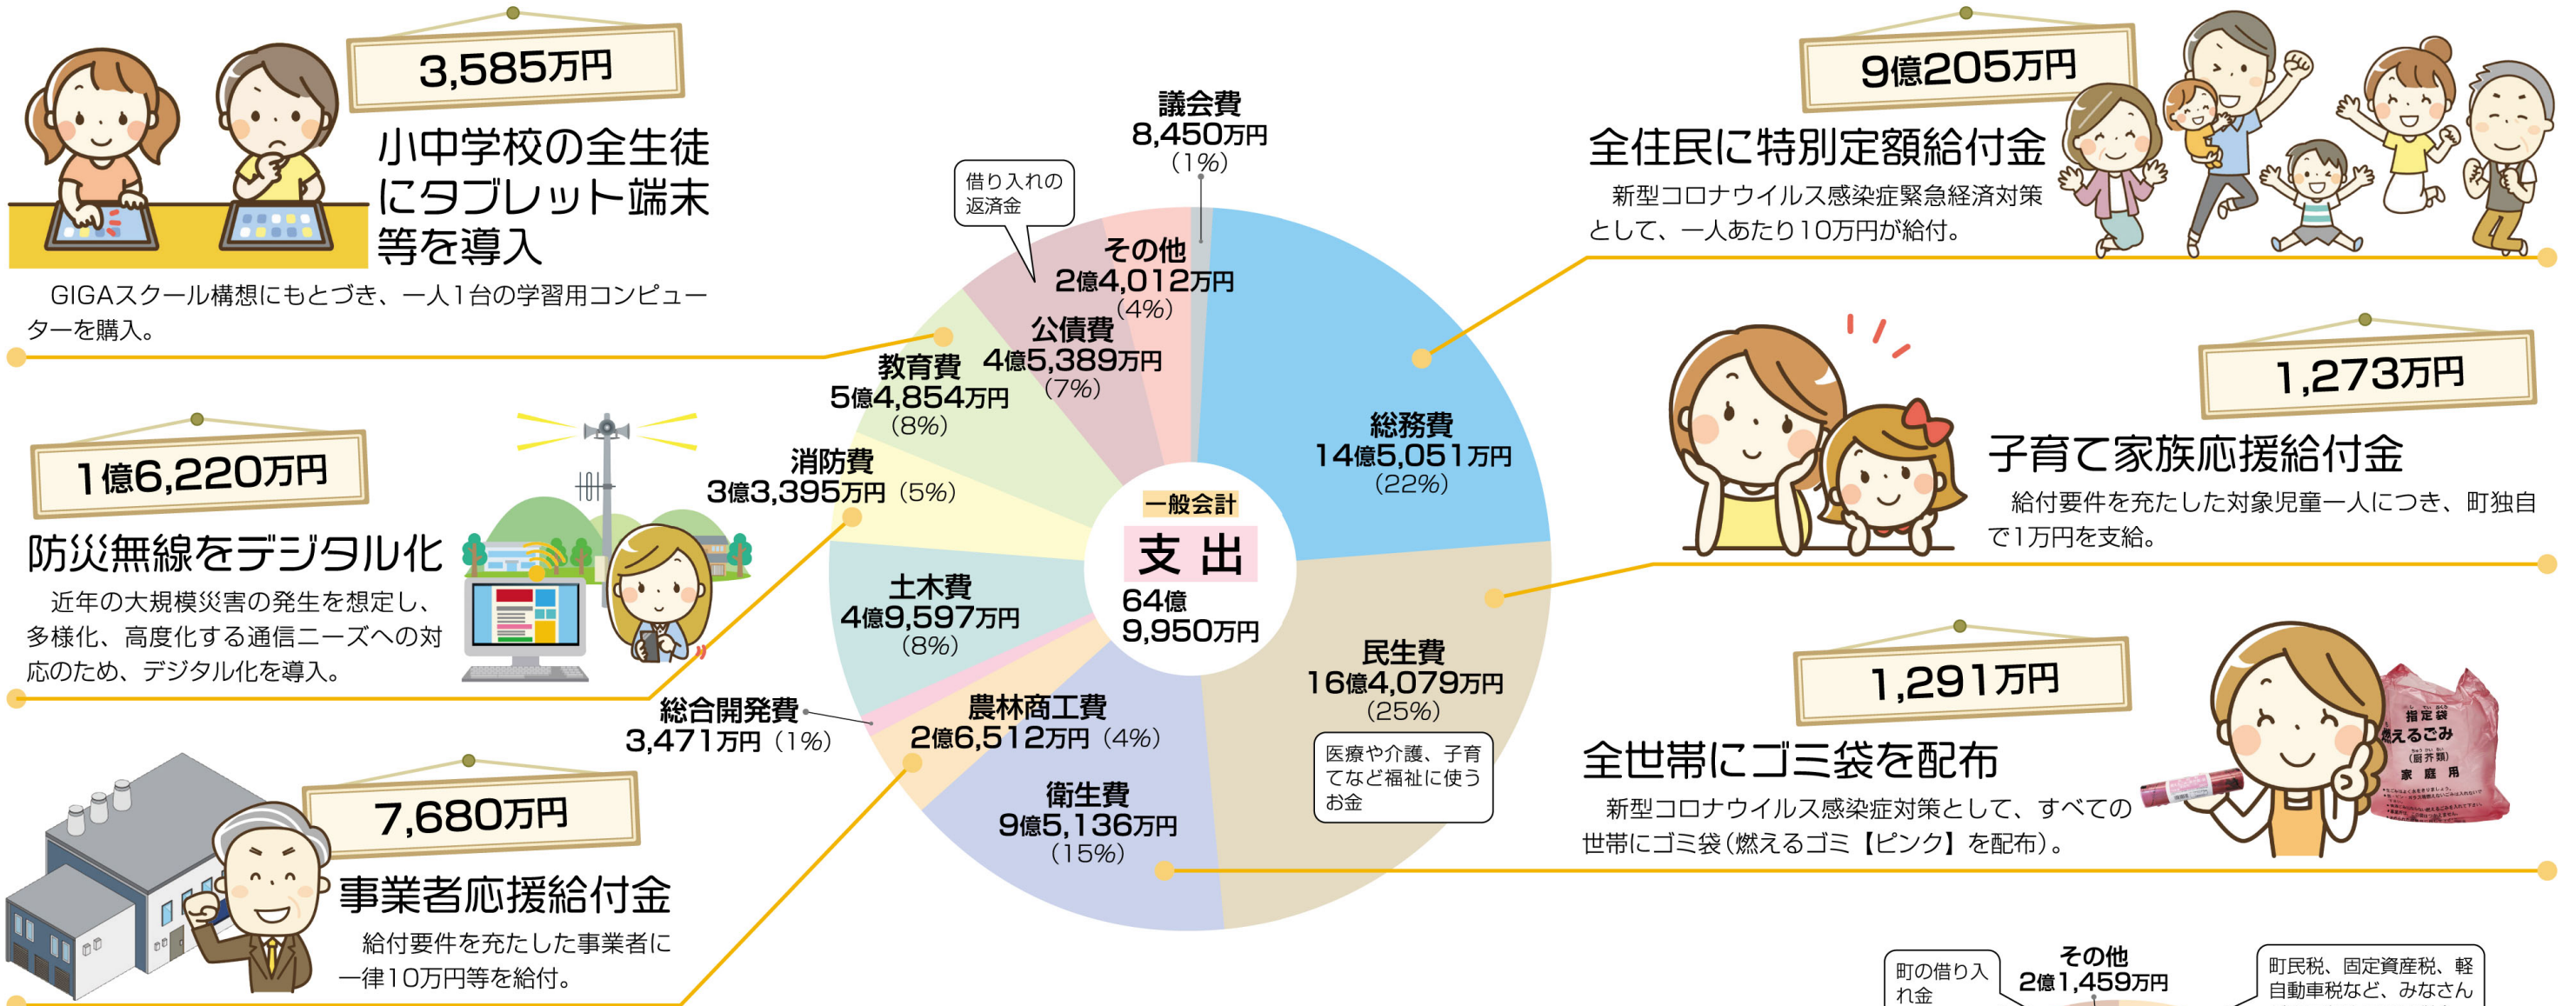 3,585万円
小中学校の全生徒
にタブレット端末
等を導入
GIGAスクール構想にもとづき、一人1台の学習用コンピュー
ターを購入。
1億6,220万円
防災無線をデジタル化
近年の大規模災害の発生を想定し、
多様化、高度化する通信ニーズへの対
応のため、デジタル化を導入。
7,680万円
事業者応援給付金
給付要件を充たした事業者に
一律10万円等を給付。
議会費
8,450万円
（1%）
借り入れの
返済金
その他
2億4,012万円
（4%）
公債費
4億5,389万円
（7%）
教育費
5億4,854万円
（8%）
消防費
3億3,395万円（5%）
土木費
4億9,597万円
（8%）
総合開発費
3,471万円（1%）
農林商工費
2億6,512万円（4%）
衛生費
9億5,136万円
（15%）
総務費
14億5,051万円
（22%）
民生費
16億4,079万円
（25%）
医療や介護、子育
てなど福祉に使う
お金
一般会計
支出
64億
9,950万円
9億205万円
全住民に特別定額給付金
新型コロナウイルス感染症緊急経済対策
として、一人あたり10万円が給付。
1,273万円
子育て家族応援給付金
給付要件を充たした対象児童一人につき、町独自
で1万円を支給。
1,291万円
全世帯にゴミ袋を配布
新型コロナウイルス感染症対策として、すべての
世帯にゴミ袋（燃えるゴミ【ピンク】を配布）。
指定袋
燃えるごみ
（厨芥類）
家庭用
町の借り入
れ金
その他
2億1,459万円
町民税、固定資産税、軽
自動車税など、みなさん